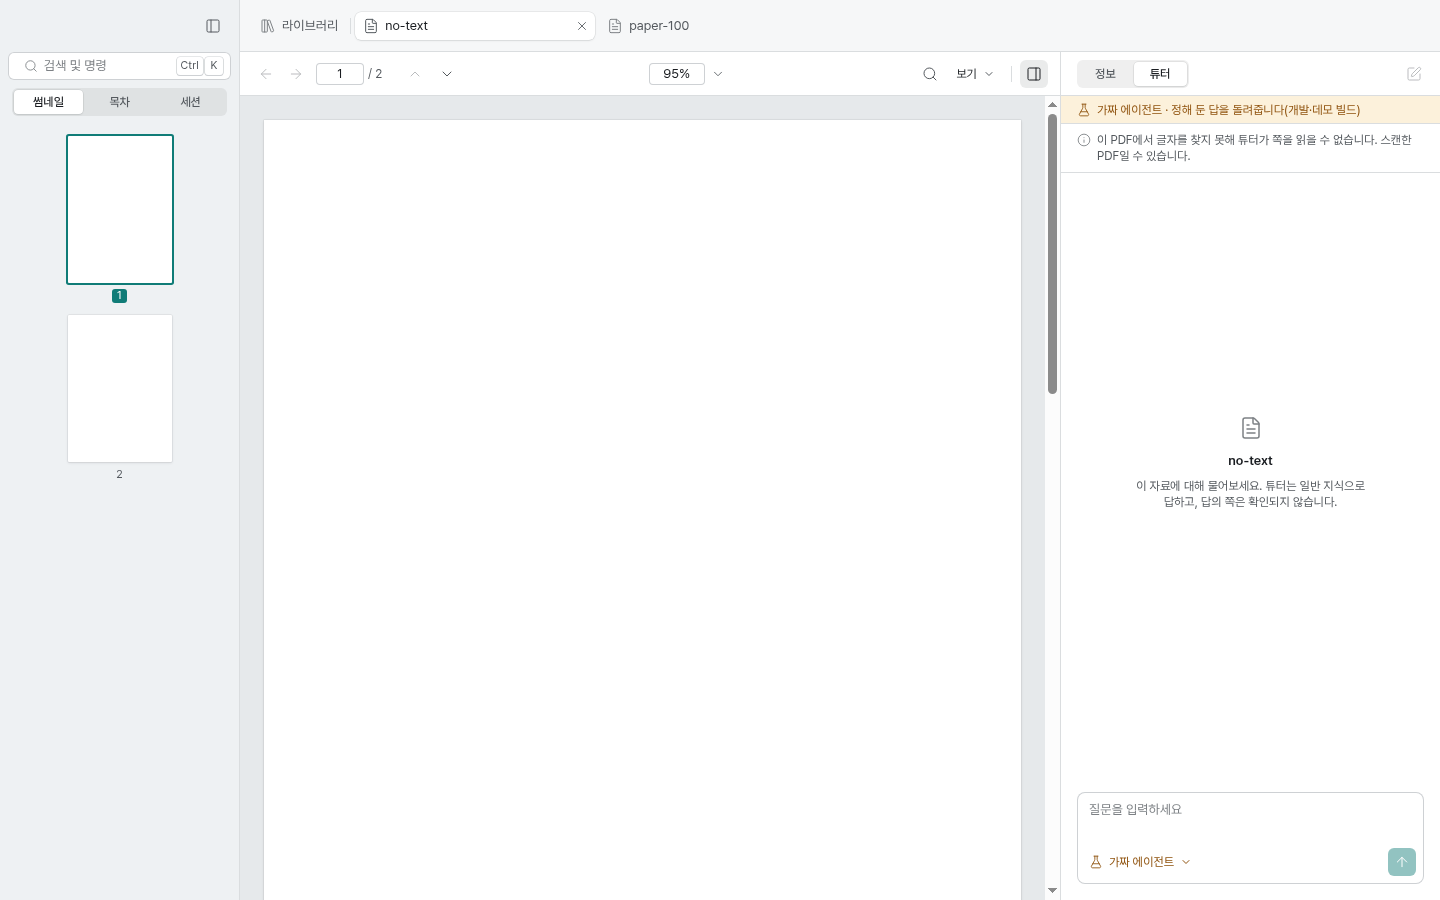 라이브러리
no-text
paper-100
검색 및 명령
Ctrl K
썸네일 목차 세션
1
2
1 / 2
95%
보기
정보 튜터
가짜 에이전트 · 정해 둔 답을 돌려줍니다(개발·데모 빌드)
이 PDF에서 글자를 찾지 못해 튜터가 쪽을 읽을 수 없습니다. 스캔한
PDF일 수 있습니다.
no-text
이 자료에 대해 물어보세요. 튜터는 일반 지식으로
답하고, 답의 쪽은 확인되지 않습니다.
질문을 입력하세요
가짜 에이전트